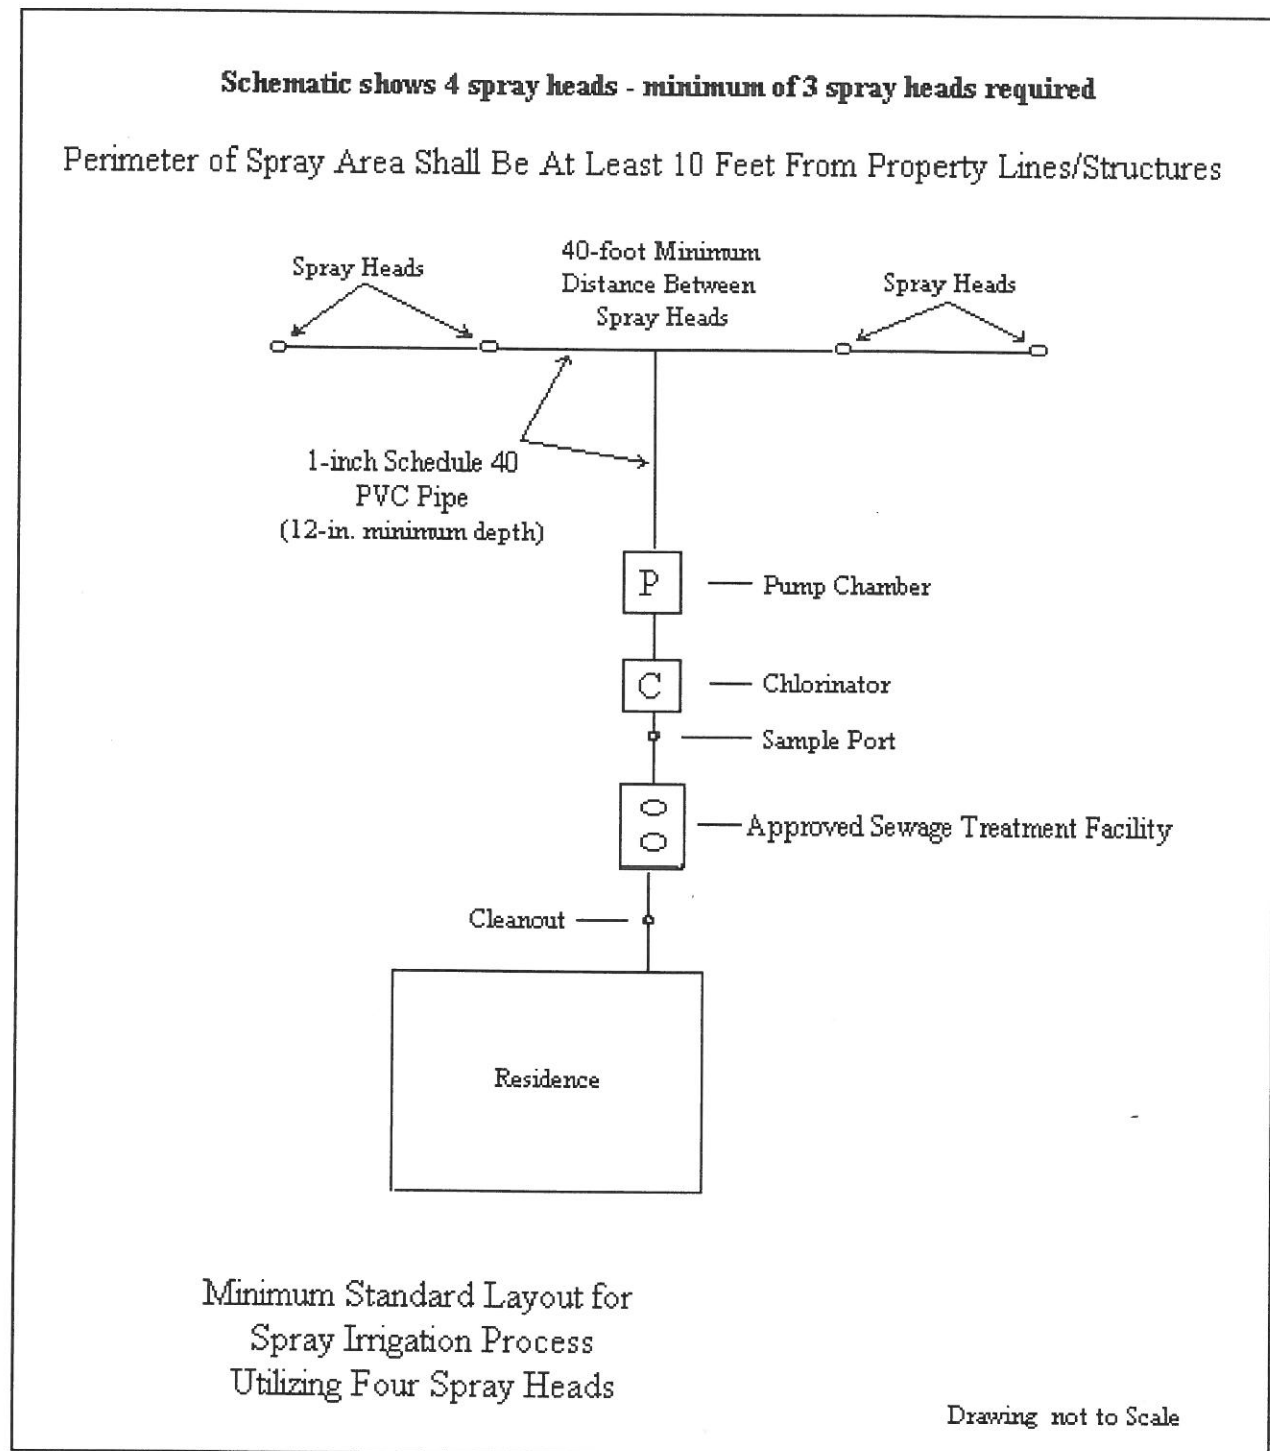 Schematic shows 4 spray heads - minimum of 3 spray heads required
Perimeter of Spray Area Shall Be At Least 10 Feet From Property Lines/Structures
40-foot Minimum
Distance Between
Spray Heads
Spray Heads
Spray Heads
1-inch Schedule 40
PVC Pipe
(12-in. minimum depth)
P
Pump Chamber
C
Chlorinator
Sample Port
Approved Sewage Treatment Facility
Cleanout
Residence
Minimum Standard Layout for
Spray Irrigation Process
Utilizing Four Spray Heads
Drawing not to Scale